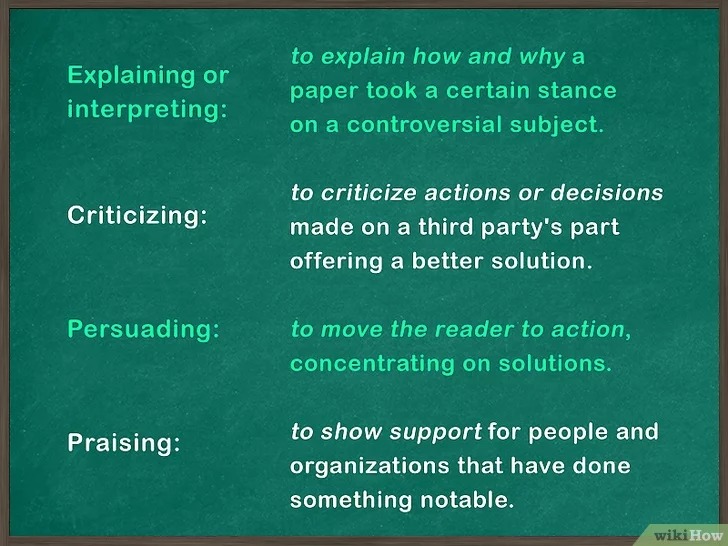 Explaining or
interpreting:
to explain how and why a
paper took a certain stance
on a controversial subject.
Criticizing:
to criticize actions or decisions
made on a third party's part
offering a better solution.
Persuading:
to move the reader to action,
concentrating on solutions.
Praising:
to show support for people and
organizations that have done
something notable.
wikiHow